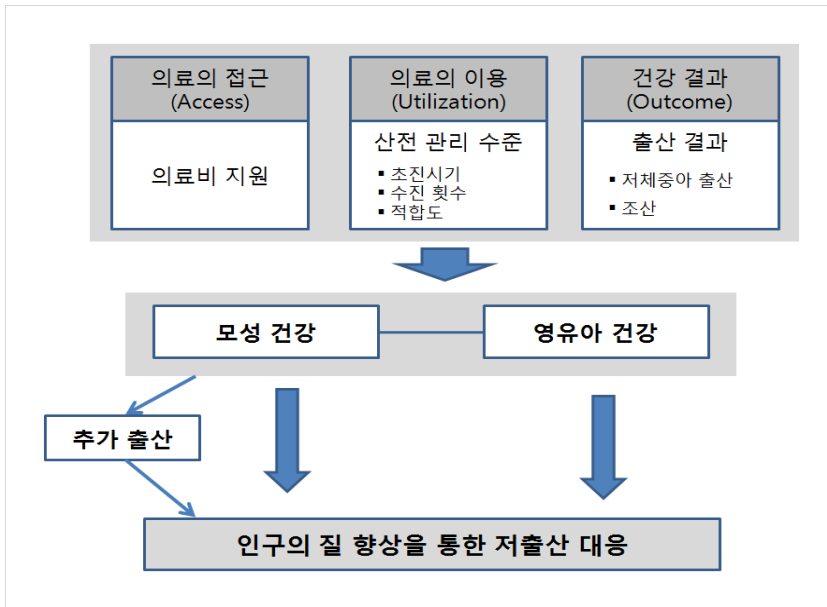 의료의 접근
(Access)
의료비 지원
의료의 이용
(Utilization)
산전 관리 수준
▪ 초진시기
▪ 수진 횟수
▪ 적합도
건강 결과
(Outcome)
출산 결과
▪ 저체중아 출산
▪ 조산
모성 건강
영유아 건강
추가 출산
인구의 질 향상을 통한 저출산 대응